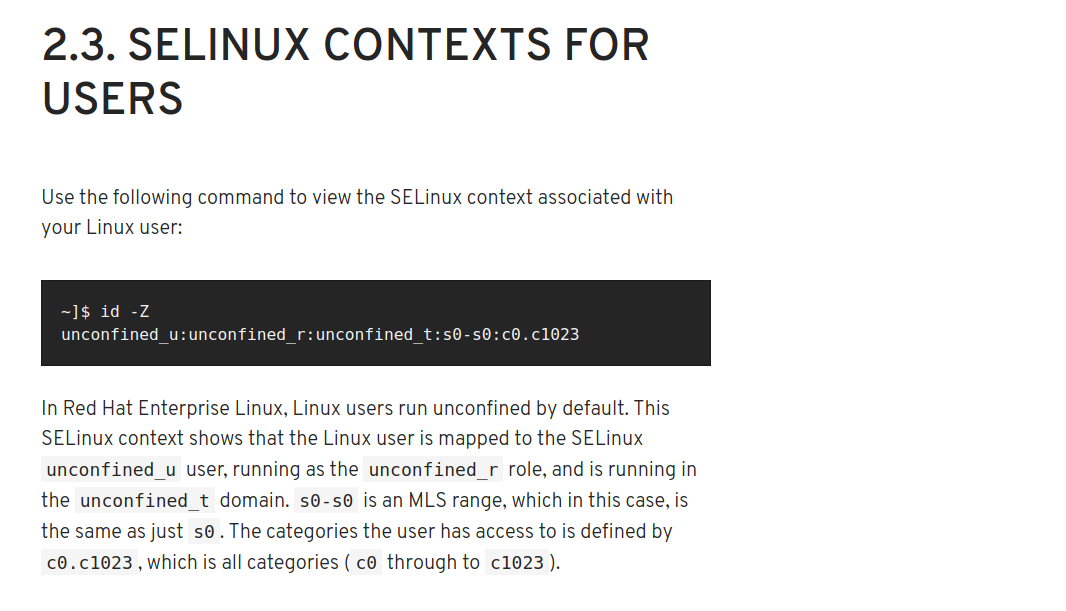 2.3. SELINUX CONTEXTS FOR
USERS
Use the following command to view the SELinux context associated with
your Linux user:
~]$ id -Z
unconfined_u:unconfined_r:unconfined_t:s0-s0:c0.c1023
In Red Hat Enterprise Linux, Linux users run unconfined by default. This
SELinux context shows that the Linux user is mapped to the SELinux
unconfined_u user, running as the unconfined_r role, and is running in
the unconfined_t domain. s0-s0 is an MLS range, which in this case, is
the same as just s0. The categories the user has access to is defined by
c0.c1023, which is all categories (c0 through to c1023).